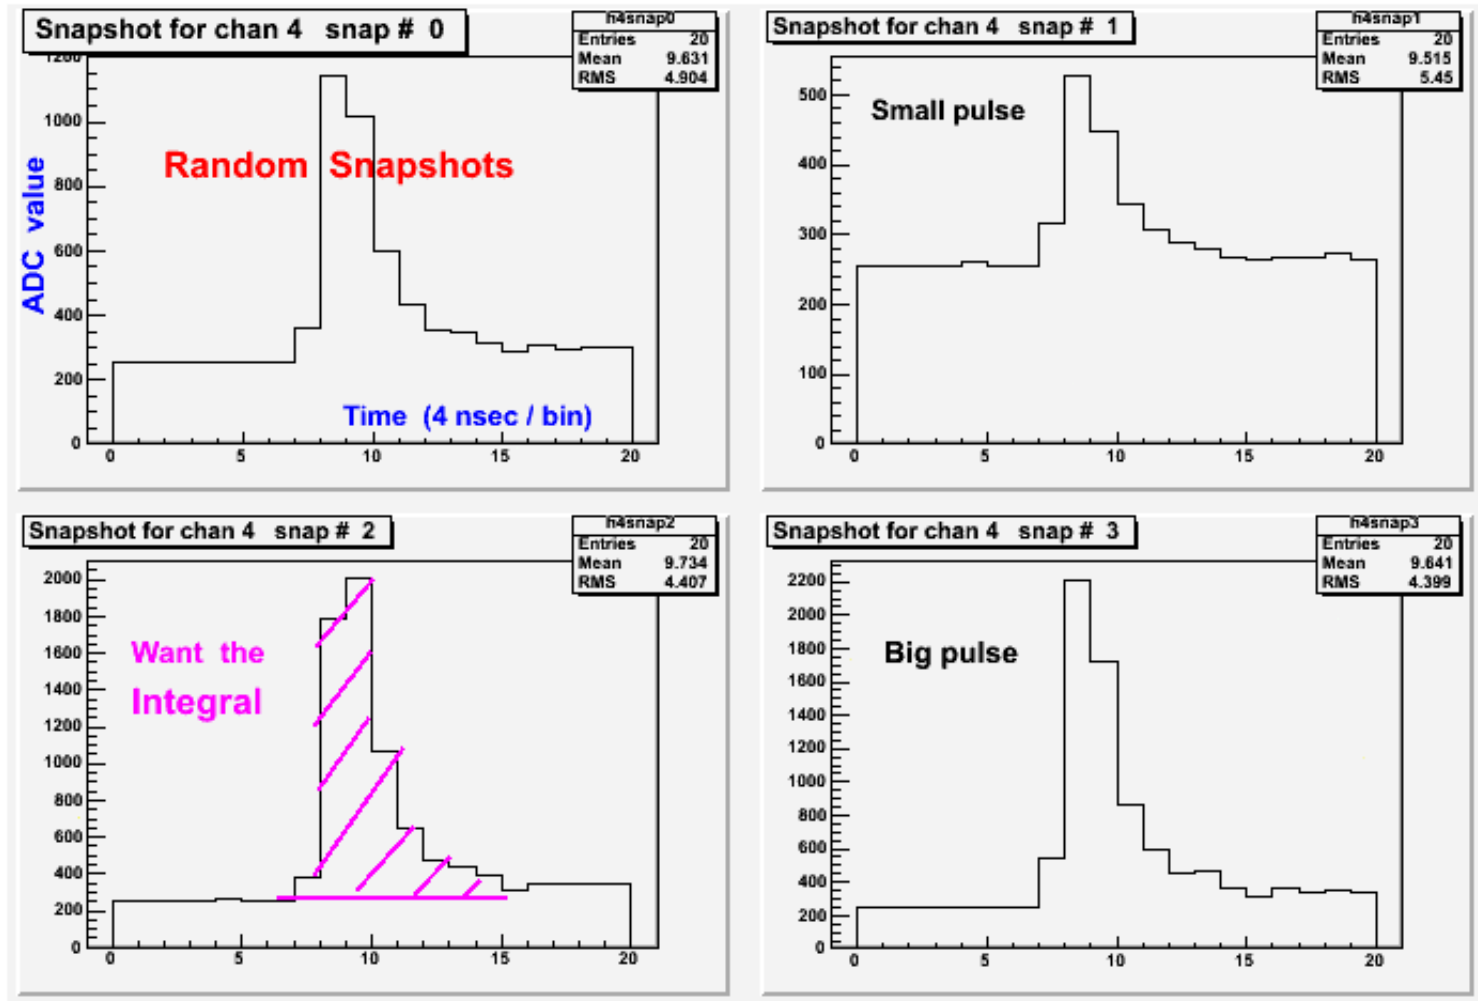 Snapshot for chan 4 snap # 0
h4snap0
Entries 20
Mean 9.631
RMS 4.904
1200
1000
800
600
400
200
0
ADC value
Random Snapshots
Time (4 nsec / bin)
0 5 10 15 20
Snapshot for chan 4 snap # 1
h4snap1
Entries 20
Mean 9.515
RMS 5.45
Small pulse
500
400
300
200
100
0
0 5 10 15 20
Snapshot for chan 4 snap # 2
h4snap2
Entries 20
Mean 9.734
RMS 4.407
2000
1800
1600
1400
1200
1000
800
600
400
200
0
Want the
Integral
0 5 10 15 20
Snapshot for chan 4 snap # 3
h4snap3
Entries 20
Mean 9.641
RMS 4.399
2200
2000
1800
1600
1400
1200
1000
800
600
400
200
0
Big pulse
0 5 10 15 20